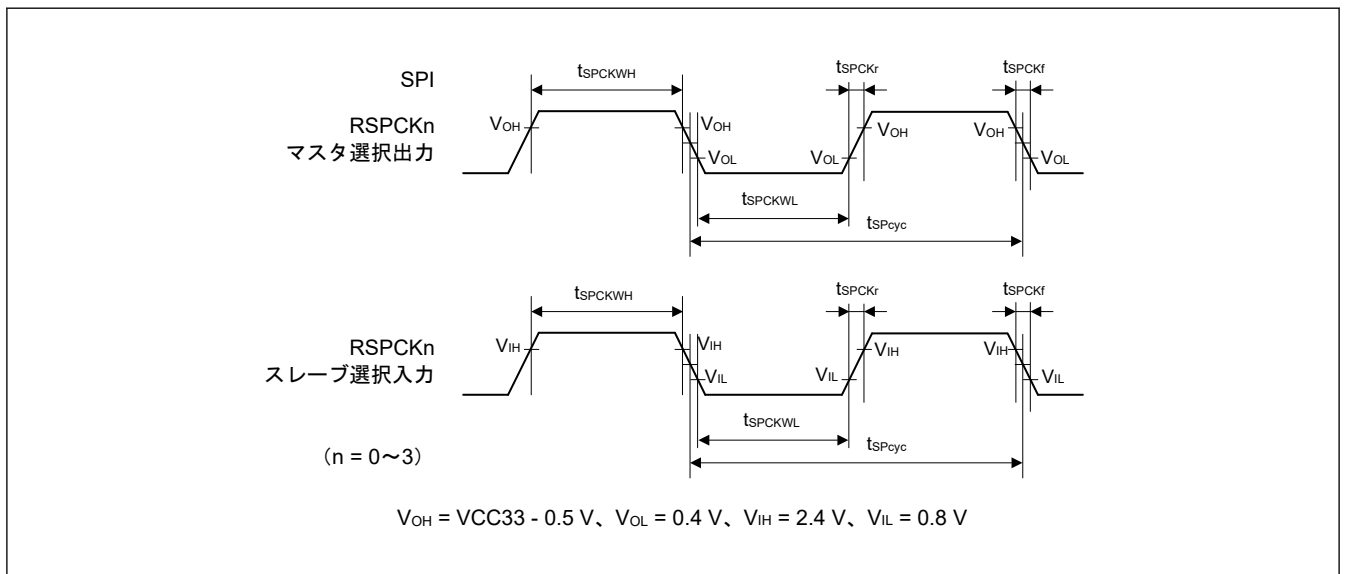 SPI
RSPCKn
マスタ選択出力
tSPCKWH
tSPCKr
tSPCKf
VOH
VOH
VOL
VOL
VOH
VOH
VOL
tSPCKWL
tSPcyc
RSPCKn
スレーブ選択入力
tSPCKWH
tSPCKr
tSPCKf
VIH
VIH
VIL
VIL
VIH
VIH
VIL
tSPCKWL
tSPcyc
(n = 0～3)
VOH = VCC33 - 0.5 V、VOL = 0.4 V、VIH = 2.4 V、VIL = 0.8 V